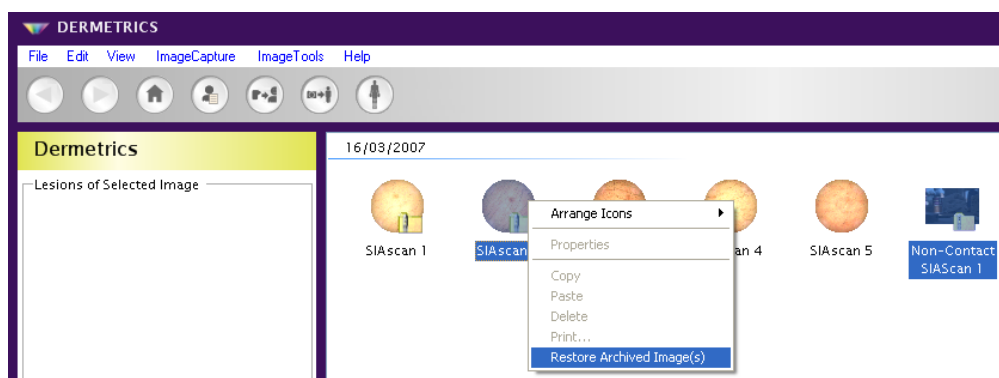 DERMETRICS
File Edit View ImageCapture ImageTools Help
Dermetrics
16/03/2007
Lesions of Selected Image
SIAscan 1
SIAscan
an 4
SIAscan 5
Non-Contact
SIAScan 1
Arrange Icons
Properties
Copy
Paste
Delete
Print...
Restore Archived Image(s)